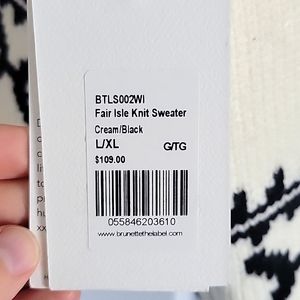 BTLS002WI
Fair Isle Knit Sweater
Cream/Black
L/XL G/TG
$109.00
055846203610
www.brunettethelabel.com